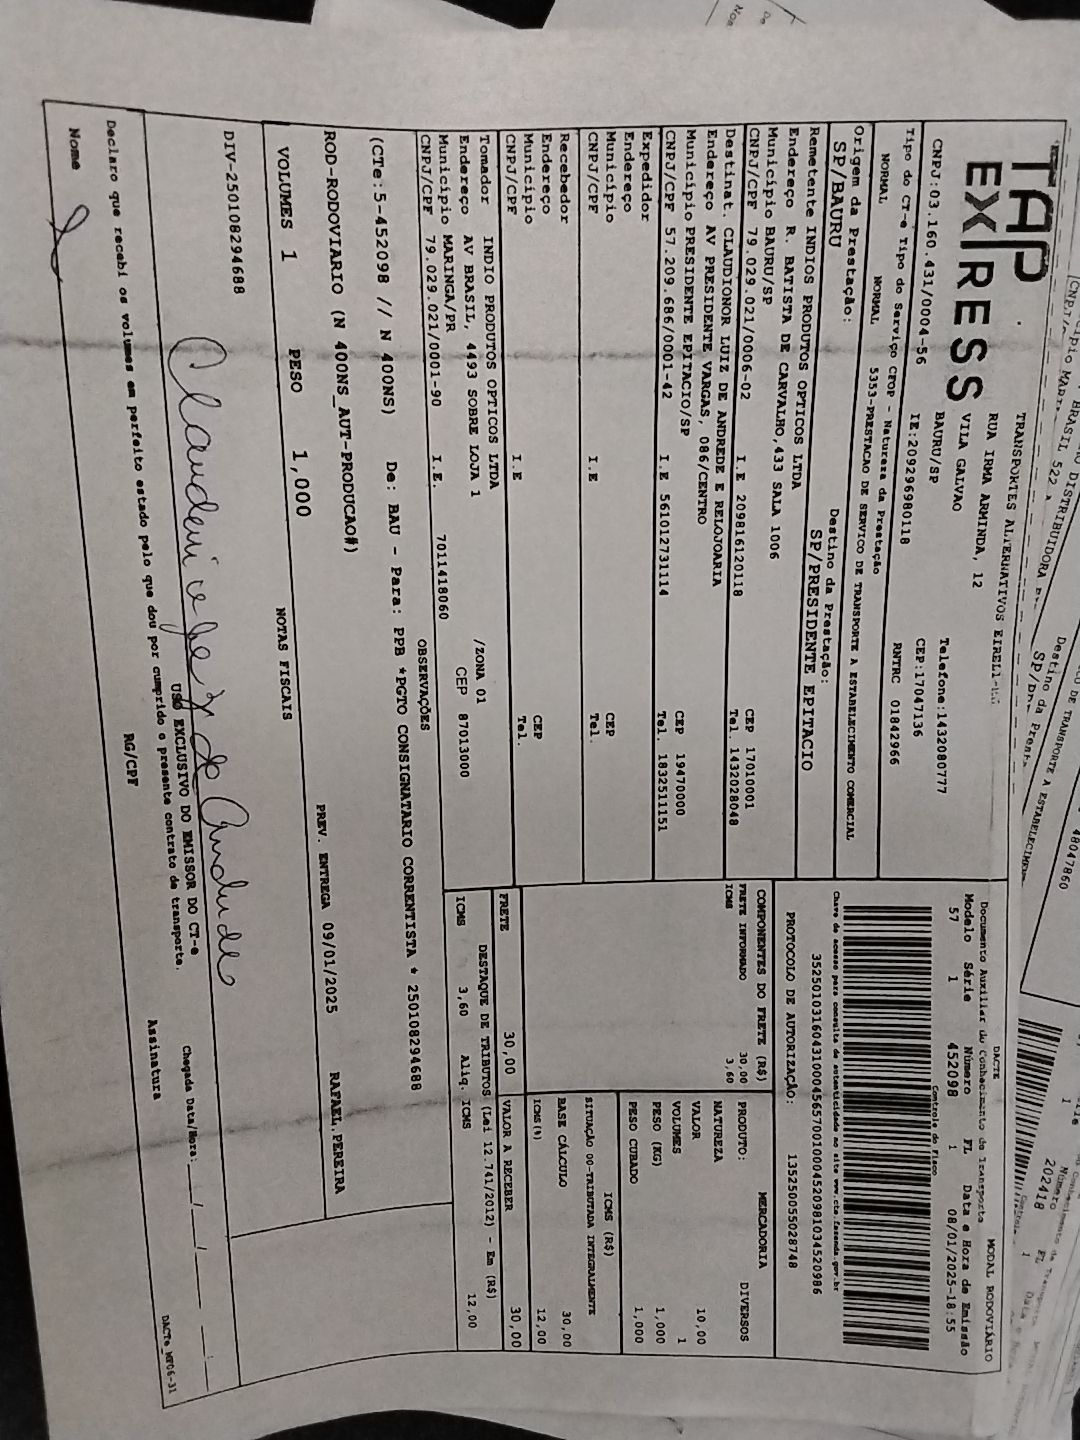 TAP
EXPRESS
TRANSPORTES ALTERNATIVOS EIRELI
RUA IRMA ARMINDA, 12
VILA GALVAO
BAURU/SP
Telefone:1432080777
CEP:17047136
CNPJ:03.160.431/0004-56
IE:209296980118
RNTRC 01842966
Tipo do CT-e Tipo do Serviço CFOP - Natureza da Prestação
NORMAL NORMAL 5353-PRESTACAO DE SERVICO DE TRANSPORTE A ESTABELECIMENTO COMERCIAL
Origem da Prestação: Destino da Prestação:
SP/BAURU SP/PRESIDENTE EPITACIO
Remetente INDIOS PRODUTOS OPTICOS LTDA
Endereço R. BATISTA DE CARVALHO,433 SALA 1006
Município BAURU/SP CEP 17010001
CNPJ/CPF 79.029.021/0006-02 I.E 209816120118 Tel. 1432028048
Destinat. CLAUDIONOR LUIZ DE ANDREDE E RELOJOARIA
Endereço AV PRESIDENTE VARGAS, 086/CENTRO
Município PRESIDENTE EPITACIO/SP CEP 19470000
CNPJ/CPF 57.209.686/0001-42 I.E 561012731114 Tel. 1832511151
Expedidor
Endereço
Município CEP
CNPJ/CPF I.E Tel.
Recebedor
Endereço
Município CEP
CNPJ/CPF I.E Tel.
Tomador INDIO PRODUTOS OPTICOS LTDA
Endereço AV BRASIL, 4493 SOBRE LOJA 1 /ZONA 01
Município MARINGA/PR CEP 87013000
CNPJ/CPF 79.029.021/0001-90 I.E. 7011418060
DACTE MODAL RODOVIÁRIO
Documento Auxiliar do Conhecimento de Transporte
Modelo Série Número FL Data e Hora de Emissão
57 1 452098 1 08/01/2025-18:55
Controle do Fisco
Chave de acesso para consulta de autenticidade no site www.cte.fazenda.gov.br
35250103160431000456570010004520981034520986
PROTOCOLO DE AUTORIZAÇÃO: 135250055028748
COMPONENTES DO FRETE (R$)
FRETE INFORMADO 30,00
ICMS 3,60
PRODUTO: MERCADORIA
NATUREZA DIVERSOS
VALOR 10,00
VOLUMES 1
PESO (KG) 1,000
PESO CUBADO 1,000
ICMS (R$)
SITUAÇÃO 00-TRIBUTADA INTEGRALMENTE
BASE CÁLCULO 30,00
ICMS (%) 12,00
FRETE 30,00 VALOR A RECEBER 30,00
DESTAQUE DE TRIBUTOS (Lei 12.741/2012) - Em (R$)
ICMS 3,60 Aliq. ICMS 12,00
OBSERVAÇÕES
(CTe:5-452098 // N 400NS) De: BAU - Para: PPB *PGTO CONSIGNATARIO CORRENTISTA * 250108294688
ROD-RODOVIARIO (N 400NS_AUT-PRODUCAO#)
PREV. ENTREGA 09/01/2025 RAFAEL.PEREIRA
VOLUMES 1 PESO 1,000 NOTAS FISCAIS
DIV-250108294688
USO EXCLUSIVO DO EMISSOR DO CT-e
Declaro que recebi os volumes em perfeito estado pelo que dou por cumprido o presente contrato de transporte.
Chegada Data/Hora:
Nome RG/CPF Assinatura
DACTe_MF06-31
BRASIL 522
48047860
Destino da
Número
202418